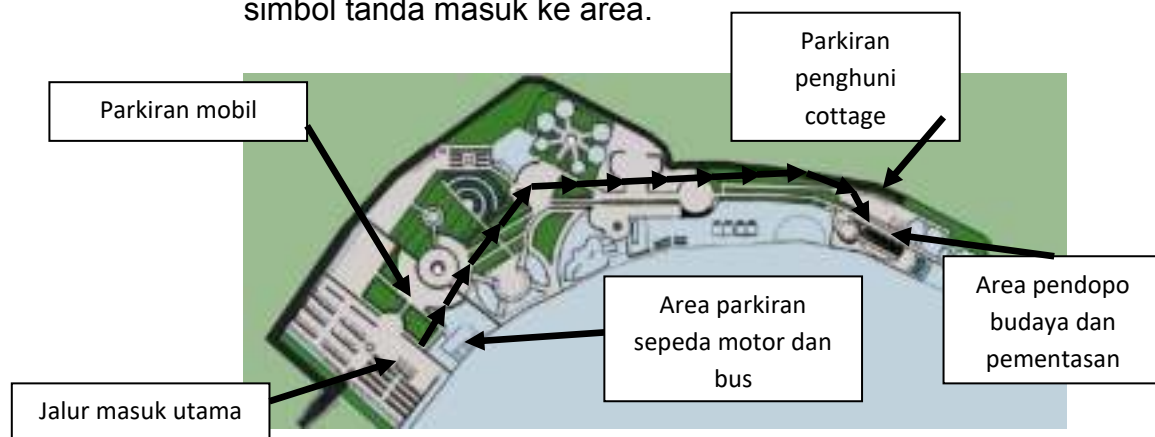 simbol tanda masuk ke area.
Parkiran
penghuni
cottage
Parkiran mobil
Area pendopo
budaya dan
pementasan
Area parkiran
sepeda motor dan
bus
Jalur masuk utama